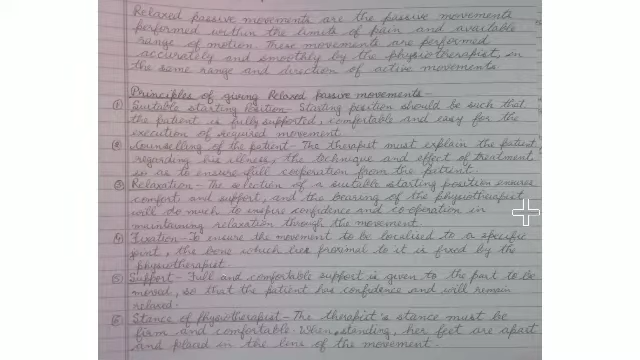 Relaxed passive movements are the passive movements
performed within the limits of pain and available
range of motion. These movements are performed
accurately and smoothly by the physiotherapist, in
the same range and direction of active movements
Principles of giving Relaxed passive movements-
① Suitable starting Position - Starting position should be such that
the patient is fully supported, comfortable and easy for the
execution of required movement.
② Counselling of the patient - The therapist must explain the patient
regarding his illness, the technique and effect of treatment
so as to ensure full cooperation from the patient.
③ Relaxation - The selection of a suitable starting position ensures
comfort and support, and the bearing of the physiotherapist
will do much to inspire confidence and co-operation in
maintaining relaxation through the movement.
④ Fixation - To ensure the movement to be localised to a specific
joint, the bone which lies proximal to it is fixed by the
physiotherapist
⑤ Support - Full and comfortable support is given to the part to be
moved, so that the patient has confidence and will remain
relaxed.
⑥ Stance of physiotherapist - The therapist's stance must be
firm and comfortable. When standing, her feet are apart
and placed in the line of the movement.